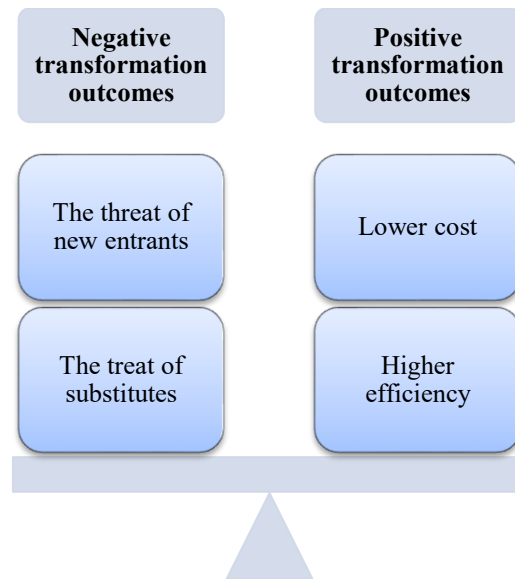 Negative
transformation
outcomes
Positive
transformation
outcomes
The threat of
new entrants
Lower cost
The treat of
substitutes
Higher
efficiency